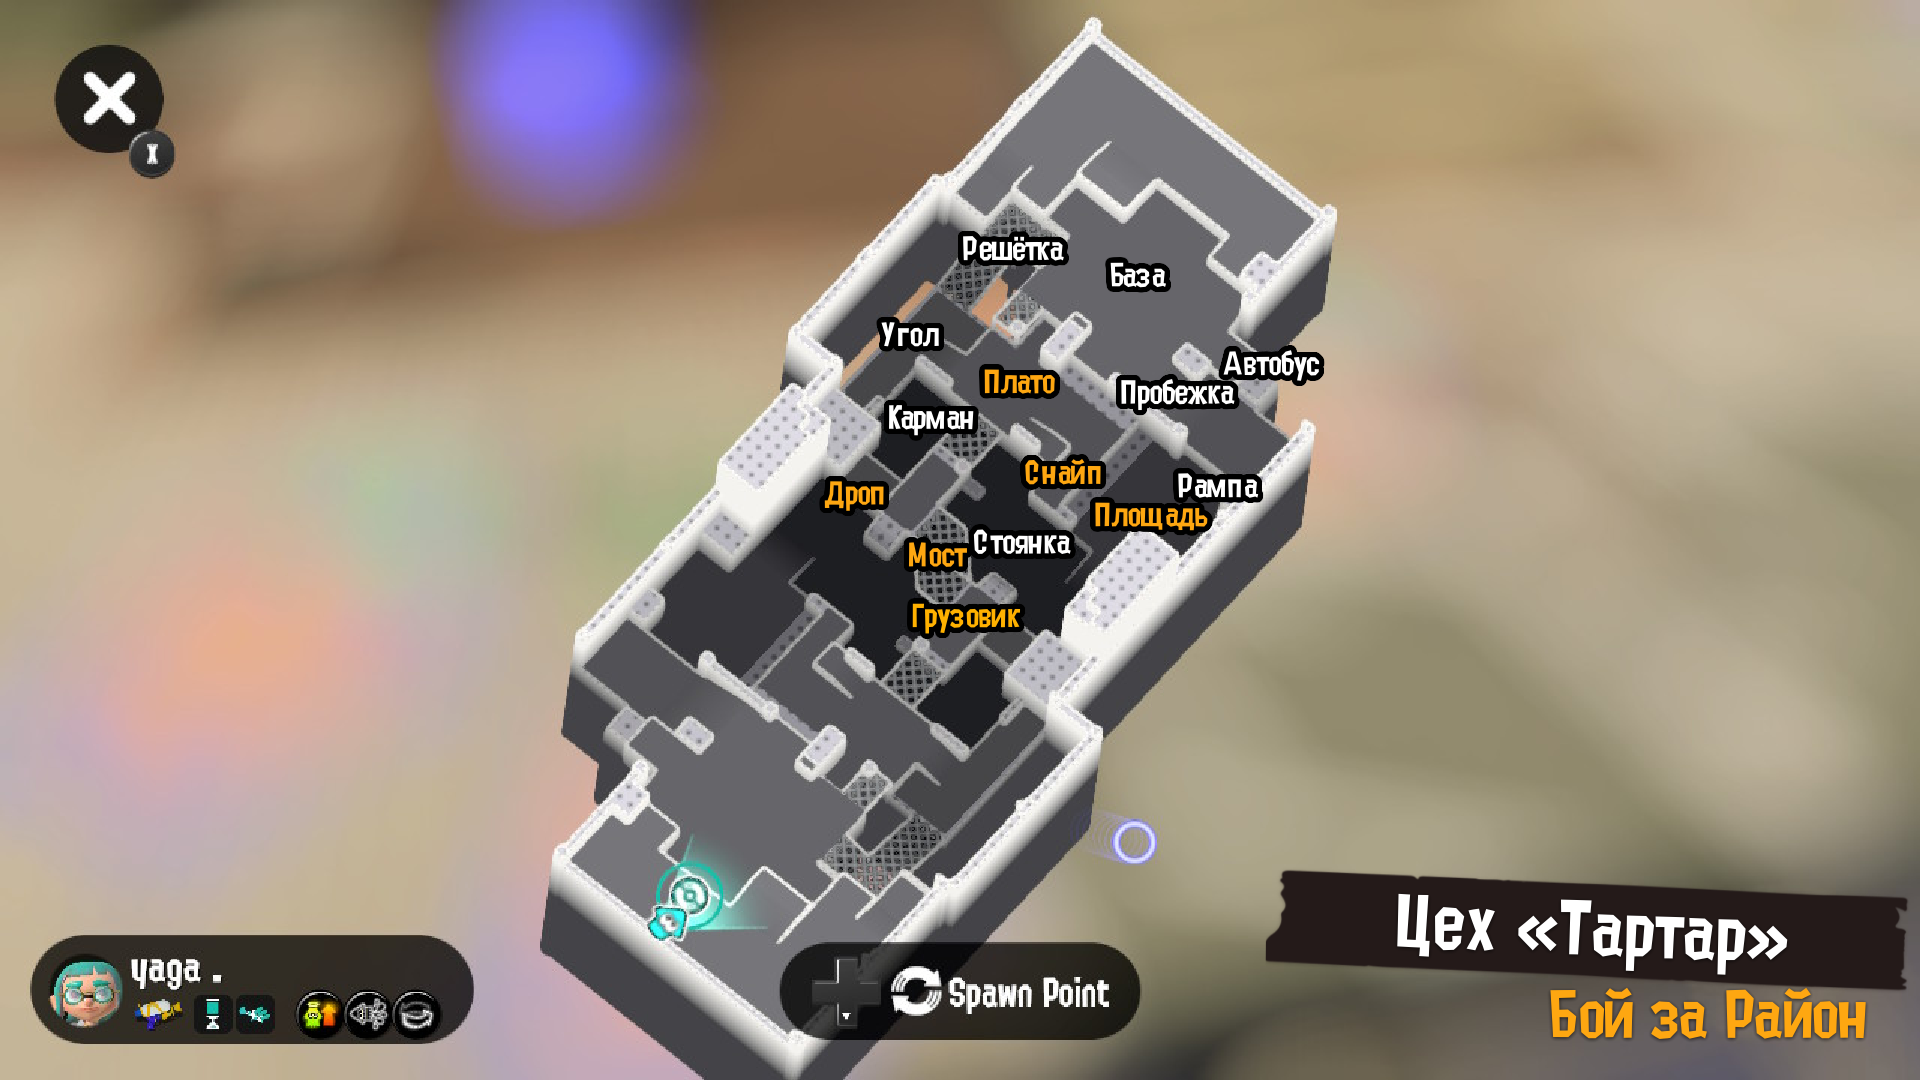 Решётка
База
Угол
Автобус
Плато
Пробежка
Карман
Снайп
Рампа
Дроп
Площадь
Стоянка
Мост
Грузовик
Цех «Тартар»
Бой за Район
yaga .
Spawn Point
X